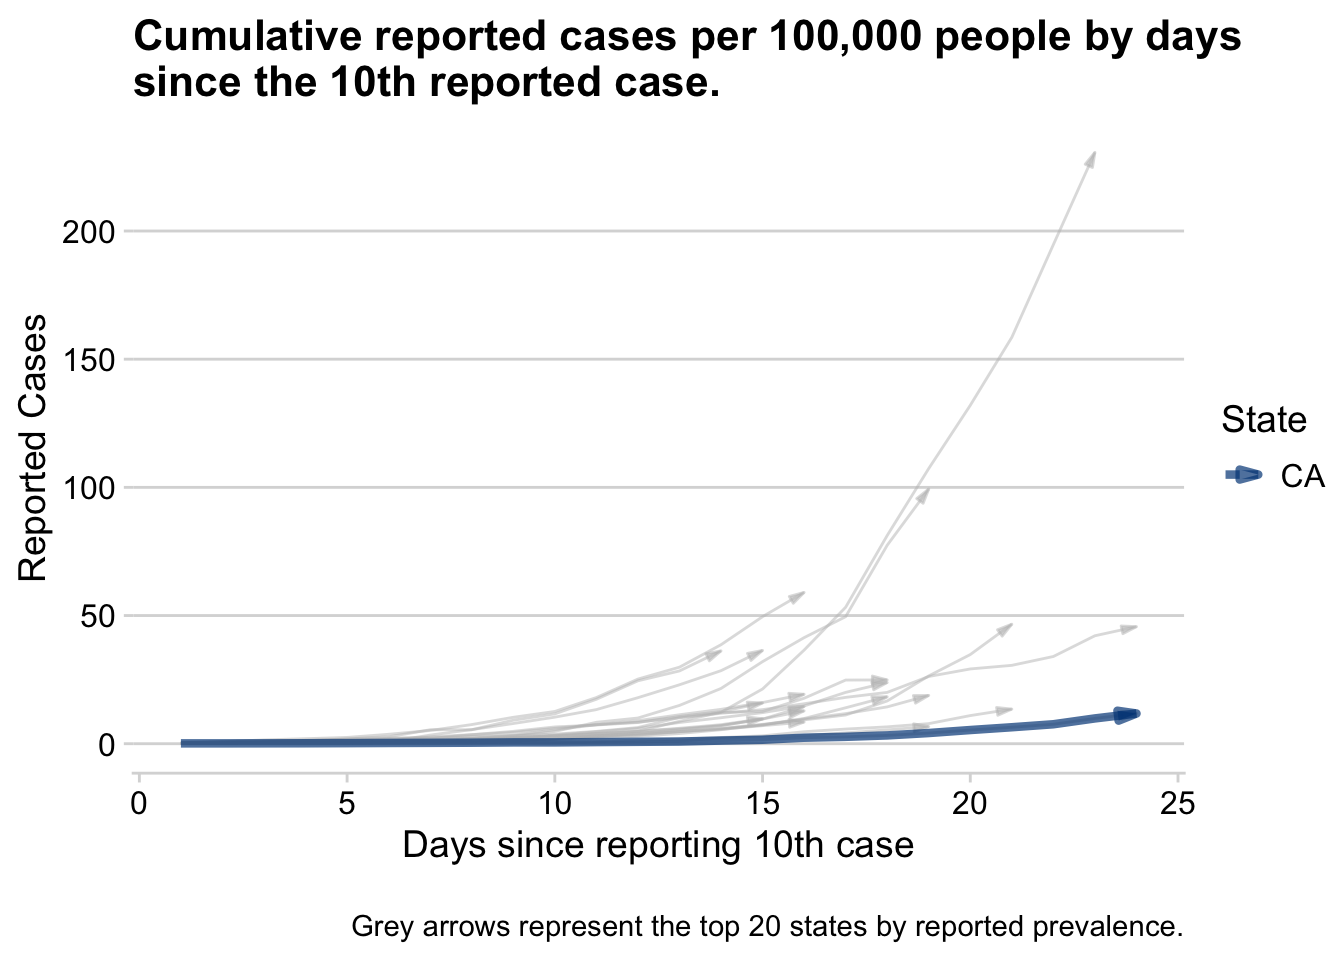 Cumulative reported cases per 100,000 people by days
since the 10th reported case.
Reported Cases
200
150
100
50
0
0 5 10 15 20 25
Days since reporting 10th case
State
CA
Grey arrows represent the top 20 states by reported prevalence.